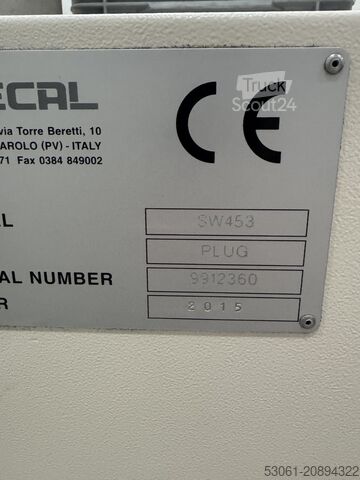 ECAL
Truck
Scout24
via Torre Beretti, 10
AROLO (PV) - ITALY
71 Fax 0384 849002
CE
L
SW453
PLUG
AL NUMBER
9912360
R
2015
53061-20894322